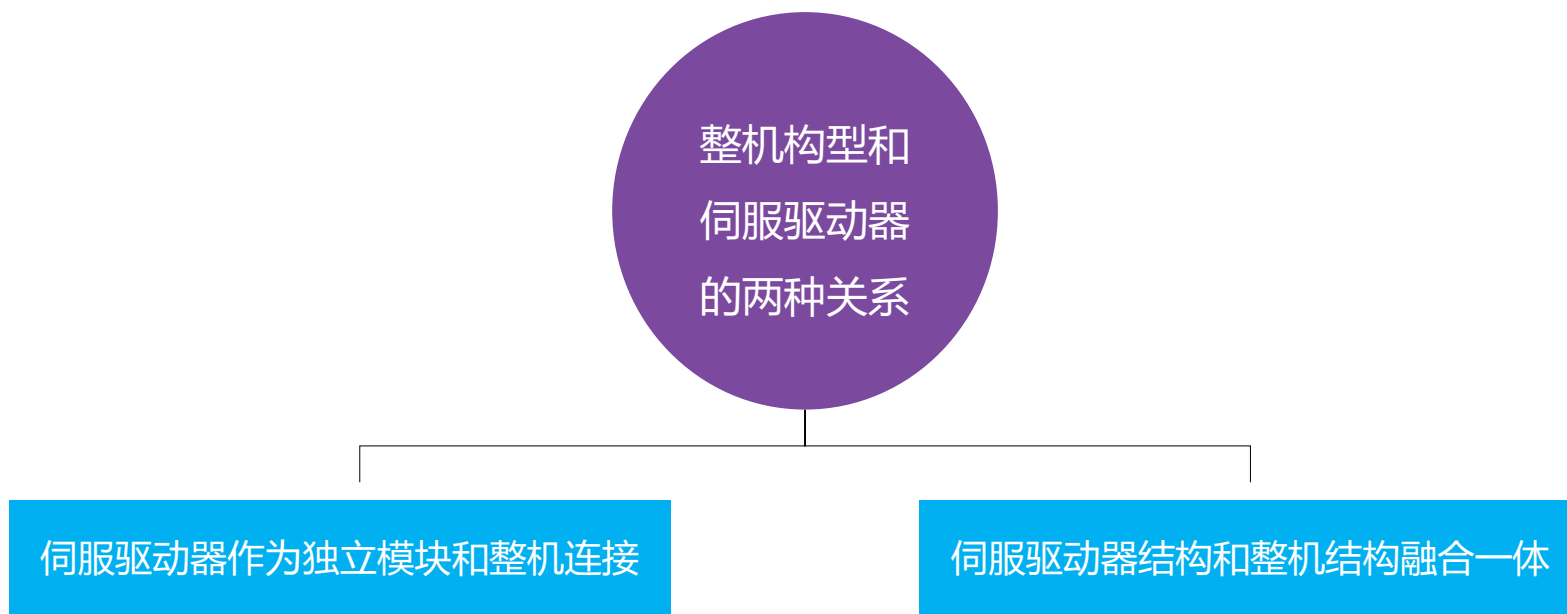 整机构型和
伺服驱动器
的两种关系
伺服驱动器作为独立模块和整机连接
伺服驱动器结构和整机结构融合一体